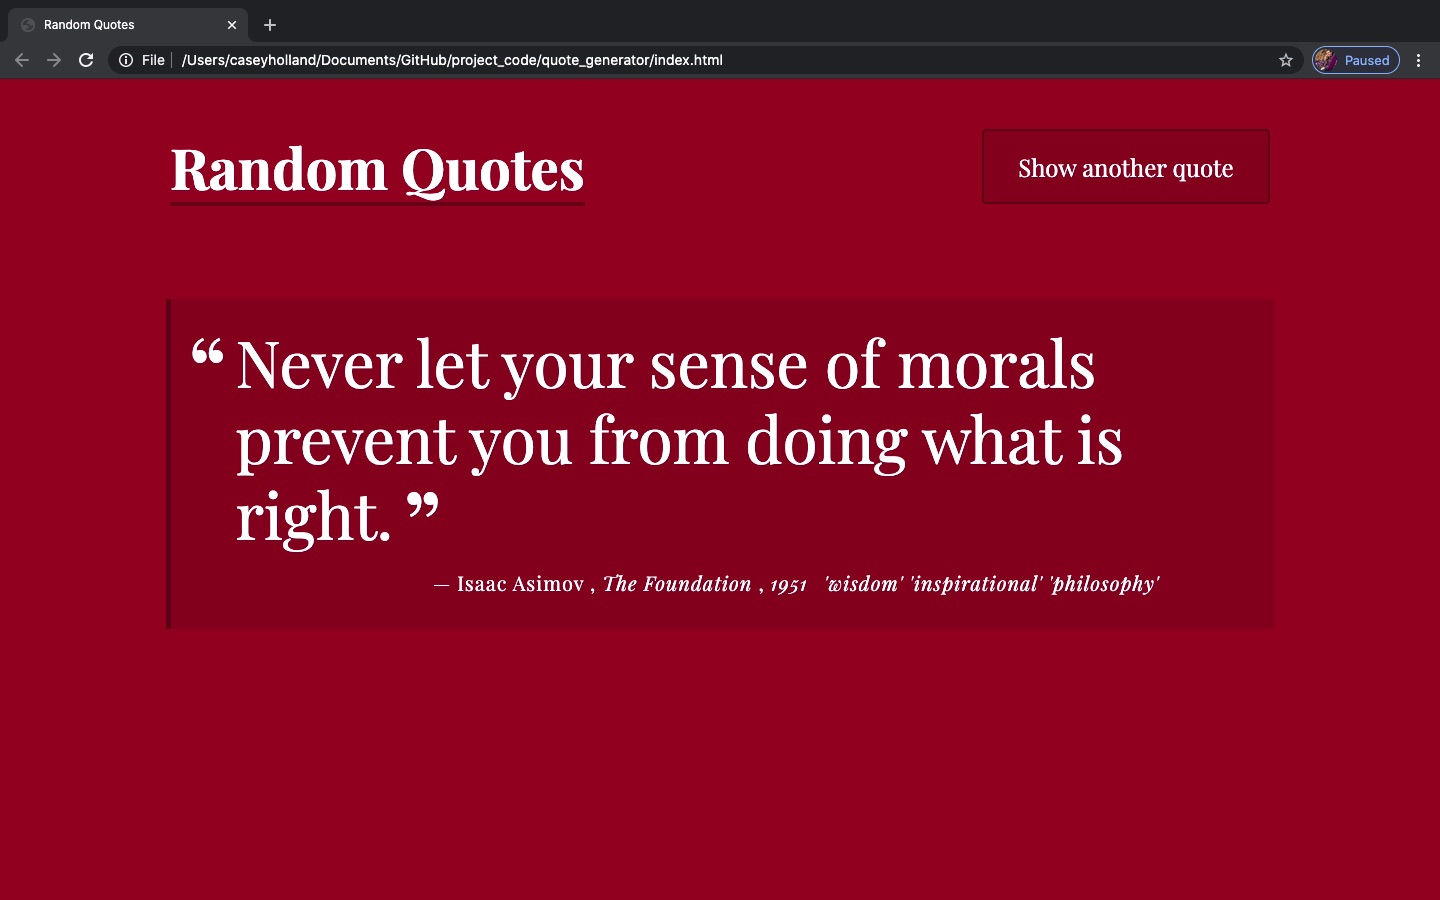 Random Quotes
File /Users/caseyholland/Documents/GitHub/project_code/quote_generator/index.html
Paused
Random Quotes
Show another quote
“ Never let your sense of morals
prevent you from doing what is
right. ”
— Isaac Asimov , The Foundation , 1951 'wisdom' 'inspirational' 'philosophy'